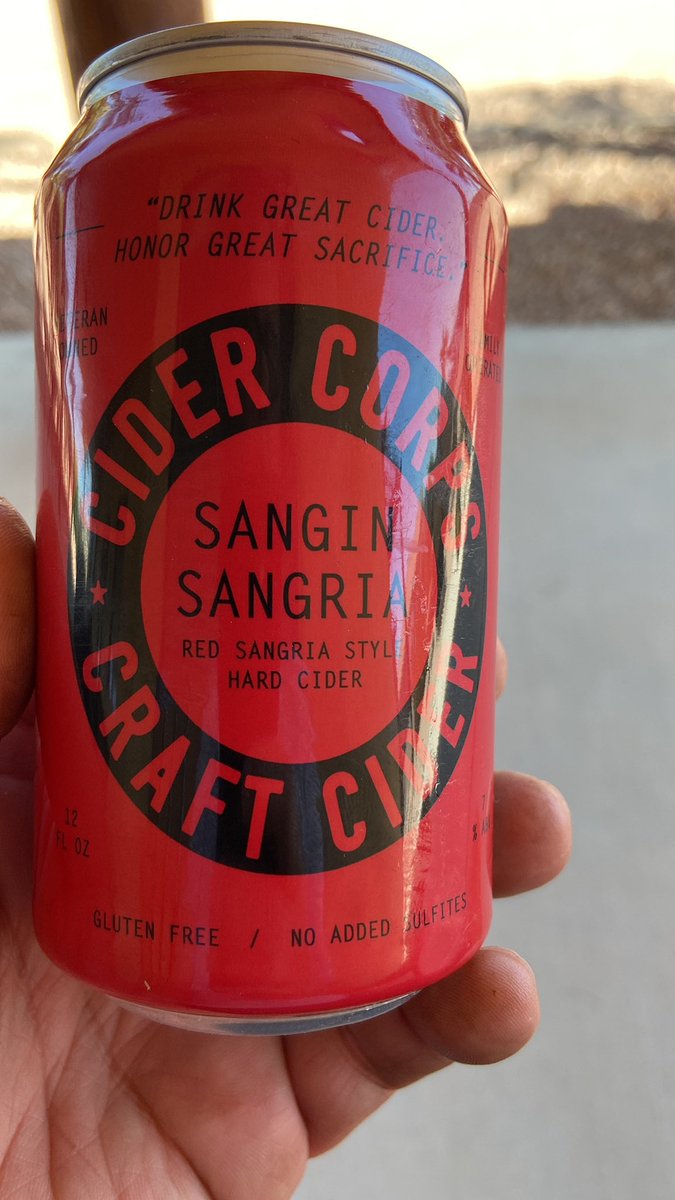 “DRINK GREAT CIDER.
HONOR GREAT SACRIFICE.”
CIDER CORPS
SANGIN
SANGRIA
RED SANGRIA STYLE
HARD CIDER
CRAFT CIDER
12
FL OZ
7
GLUTEN FREE / NO ADDED SULFITES